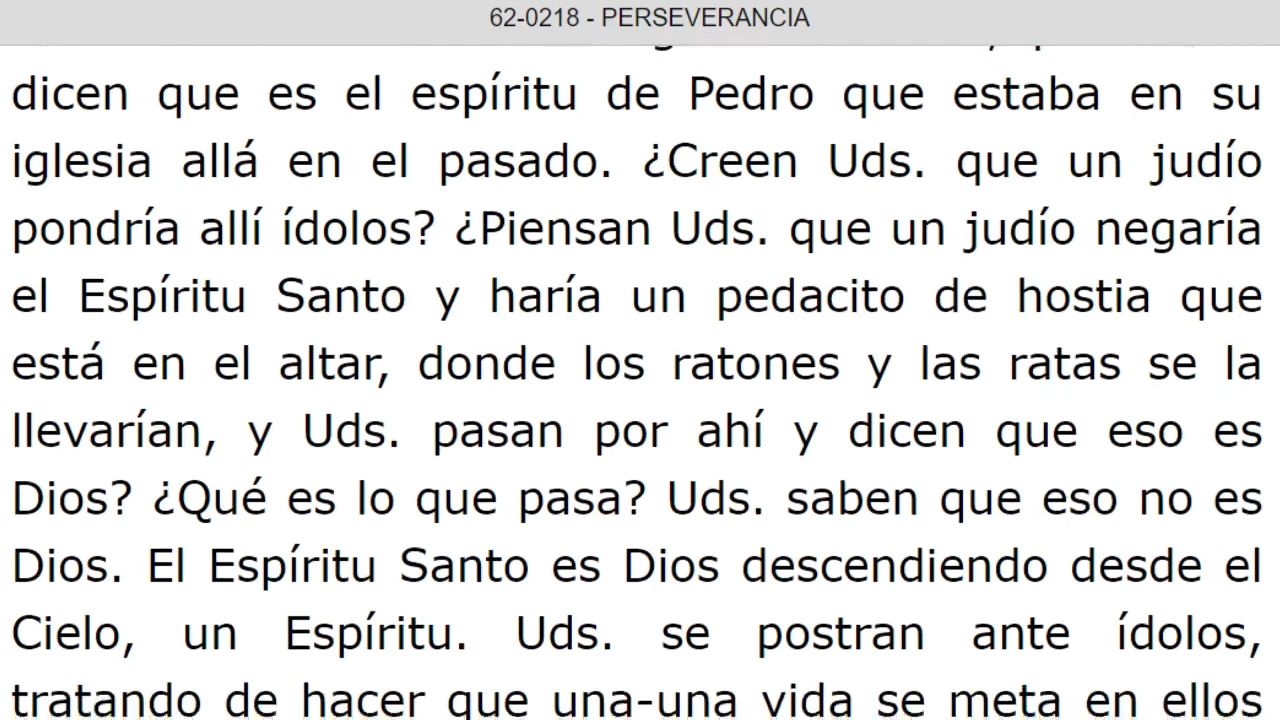 62-0218 - PERSEVERANCIA
dicen que es el espíritu de Pedro que estaba en su
iglesia allá en el pasado. ¿Creen Uds. que un judío
pondría allí ídolos? ¿Piensan Uds. que un judío negaría
el Espíritu Santo y haría un pedacito de hostia que
está en el altar, donde los ratones y las ratas se la
llevarían, y Uds. pasan por ahí y dicen que eso es
Dios? ¿Qué es lo que pasa? Uds. saben que eso no es
Dios. El Espíritu Santo es Dios descendiendo desde el
Cielo, un Espíritu. Uds. se postran ante ídolos,
tratando de hacer que una-una vida se meta en ellos